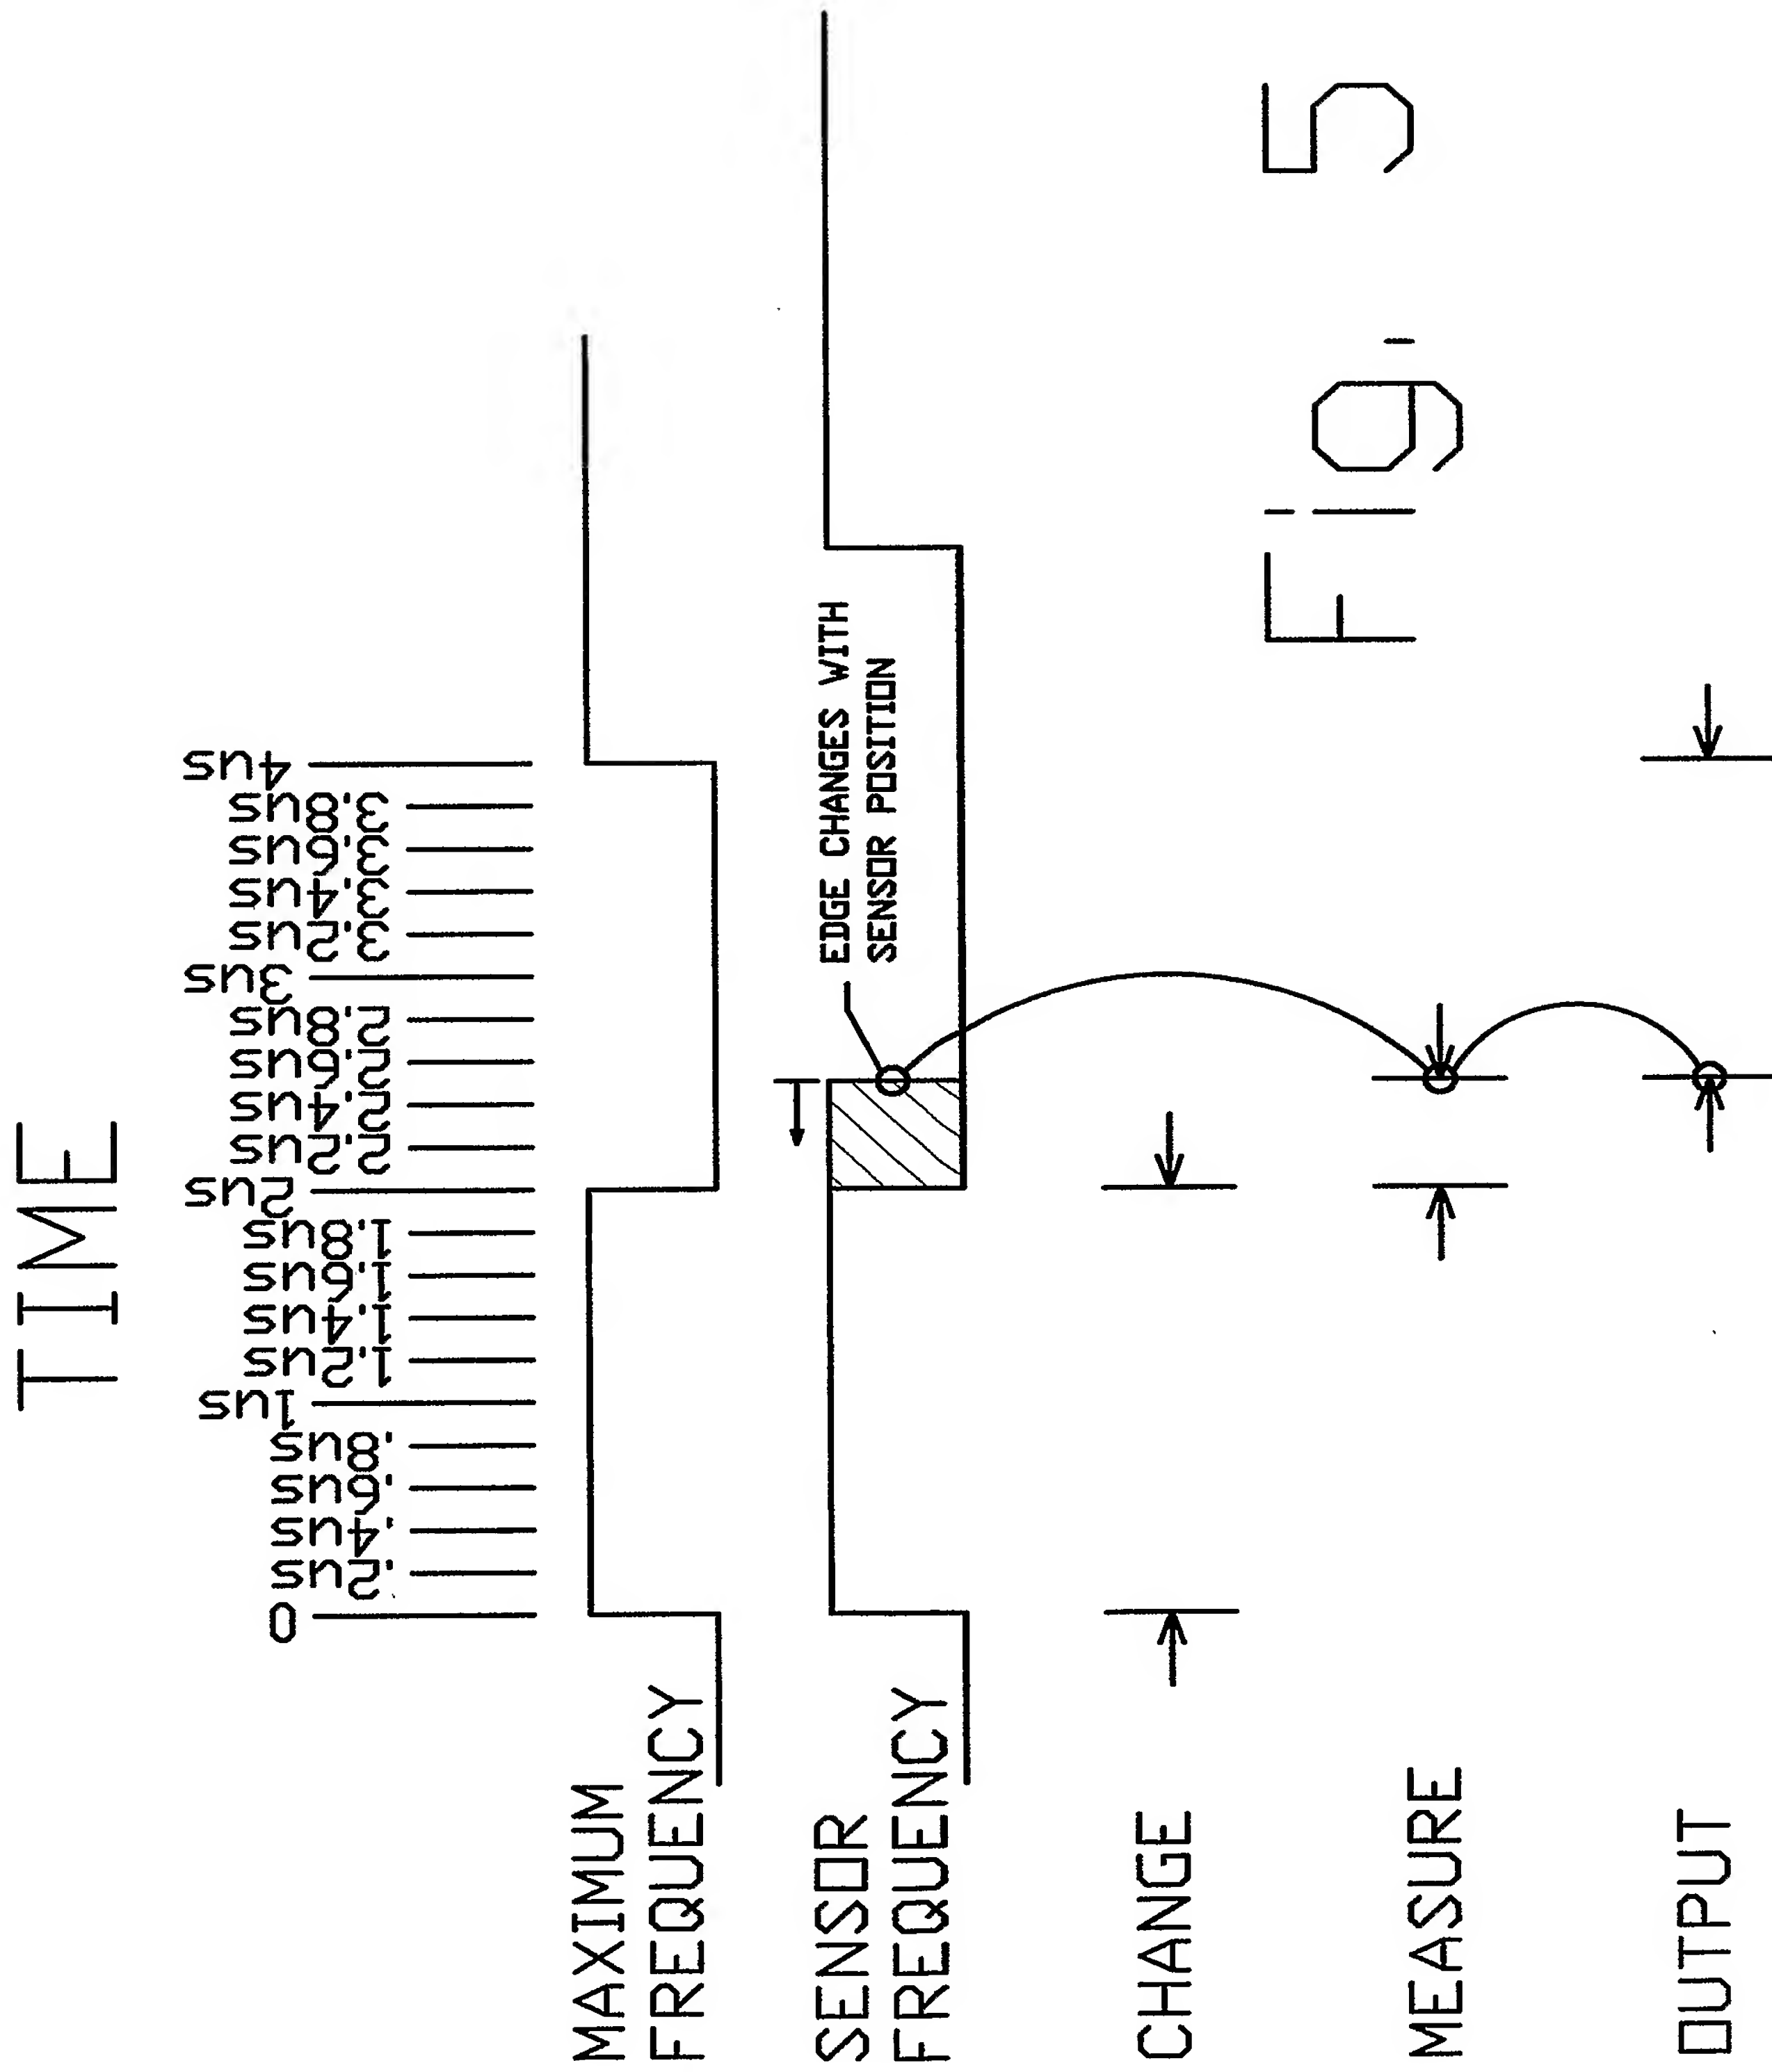 TIME
0
.2us
.4us
.6us
.8us
1us
1.2us
1.4us
1.6us
1.8us
2us
2.2us
2.4us
2.6us
2.8us
3us
3.2us
3.4us
3.6us
3.8us
4us
MAXIMUM
FREQUENCY
SENSOR
FREQUENCY
EDGE CHANGES WITH
SENSOR POSITION
CHANGE
MEASURE
OUTPUT
Fig. 5